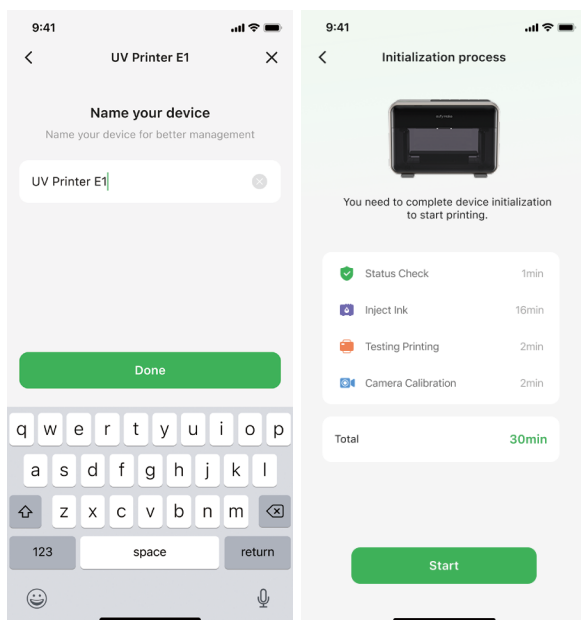 9:41
UV Printer E1
Name your device
Name your device for better management
UV Printer E1
Done
q w e r t y u i o p
a s d f g h j k l
z x c v b n m
123 space return
9:41
Initialization process
You need to complete device initialization
to start printing.
Status Check 1min
Inject Ink 16min
Testing Printing 2min
Camera Calibration 2min
Total 30min
Start